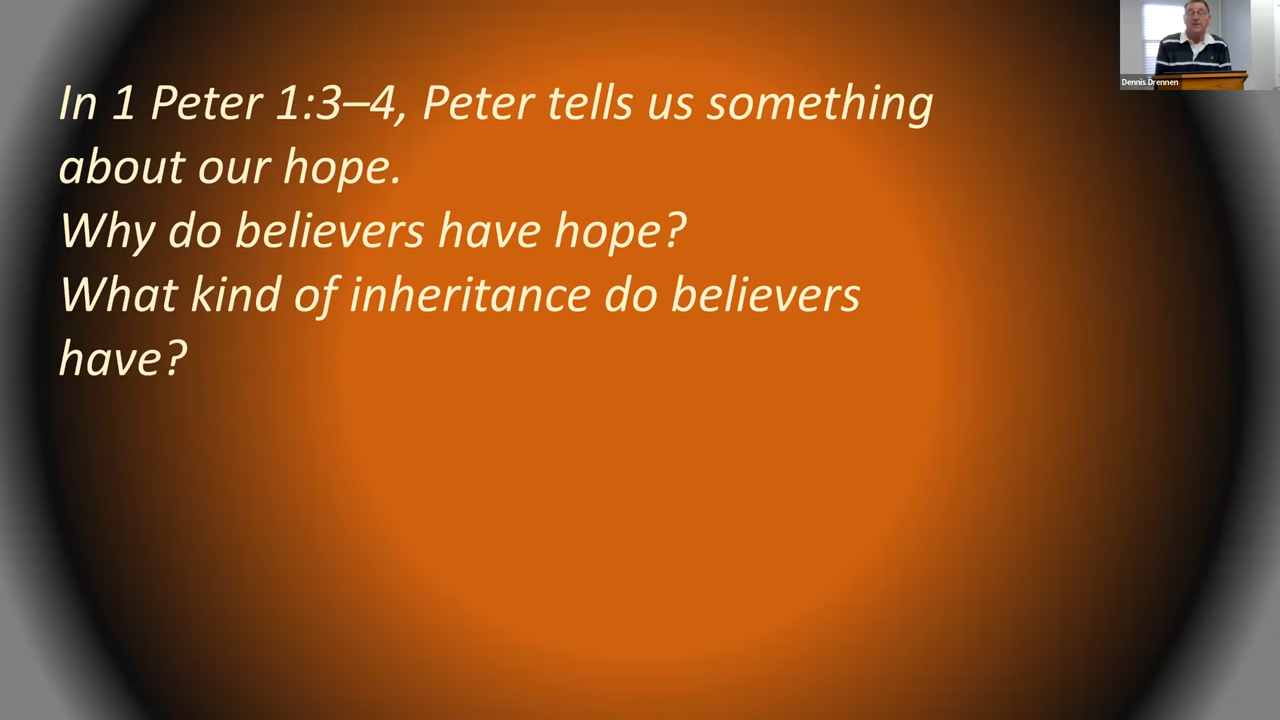 In 1 Peter 1:3–4, Peter tells us something
about our hope.
Why do believers have hope?
What kind of inheritance do believers
have?
Dennis Drennen